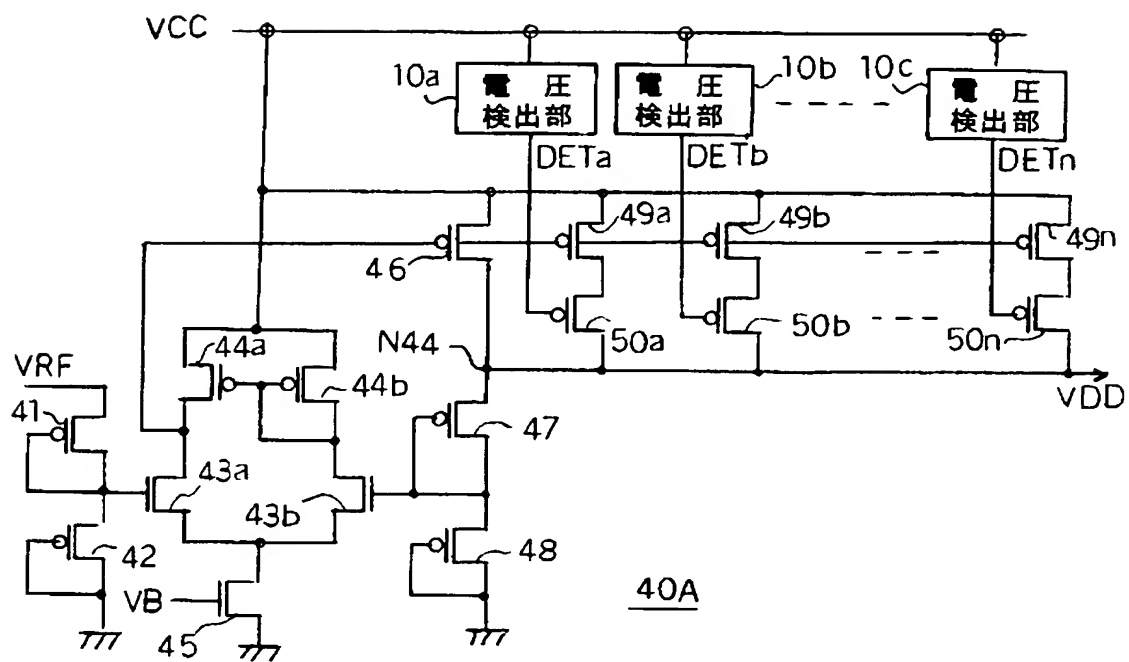 VCC
10a
電圧
検出部
10b
電圧
検出部
10c
電圧
検出部
DETa
DETb
DETn
49a
49b
49n
46
44a
44b
N44
50a
50b
50n
VRF
41
47
VDD
43a
43b
42
48
VB
45
40A